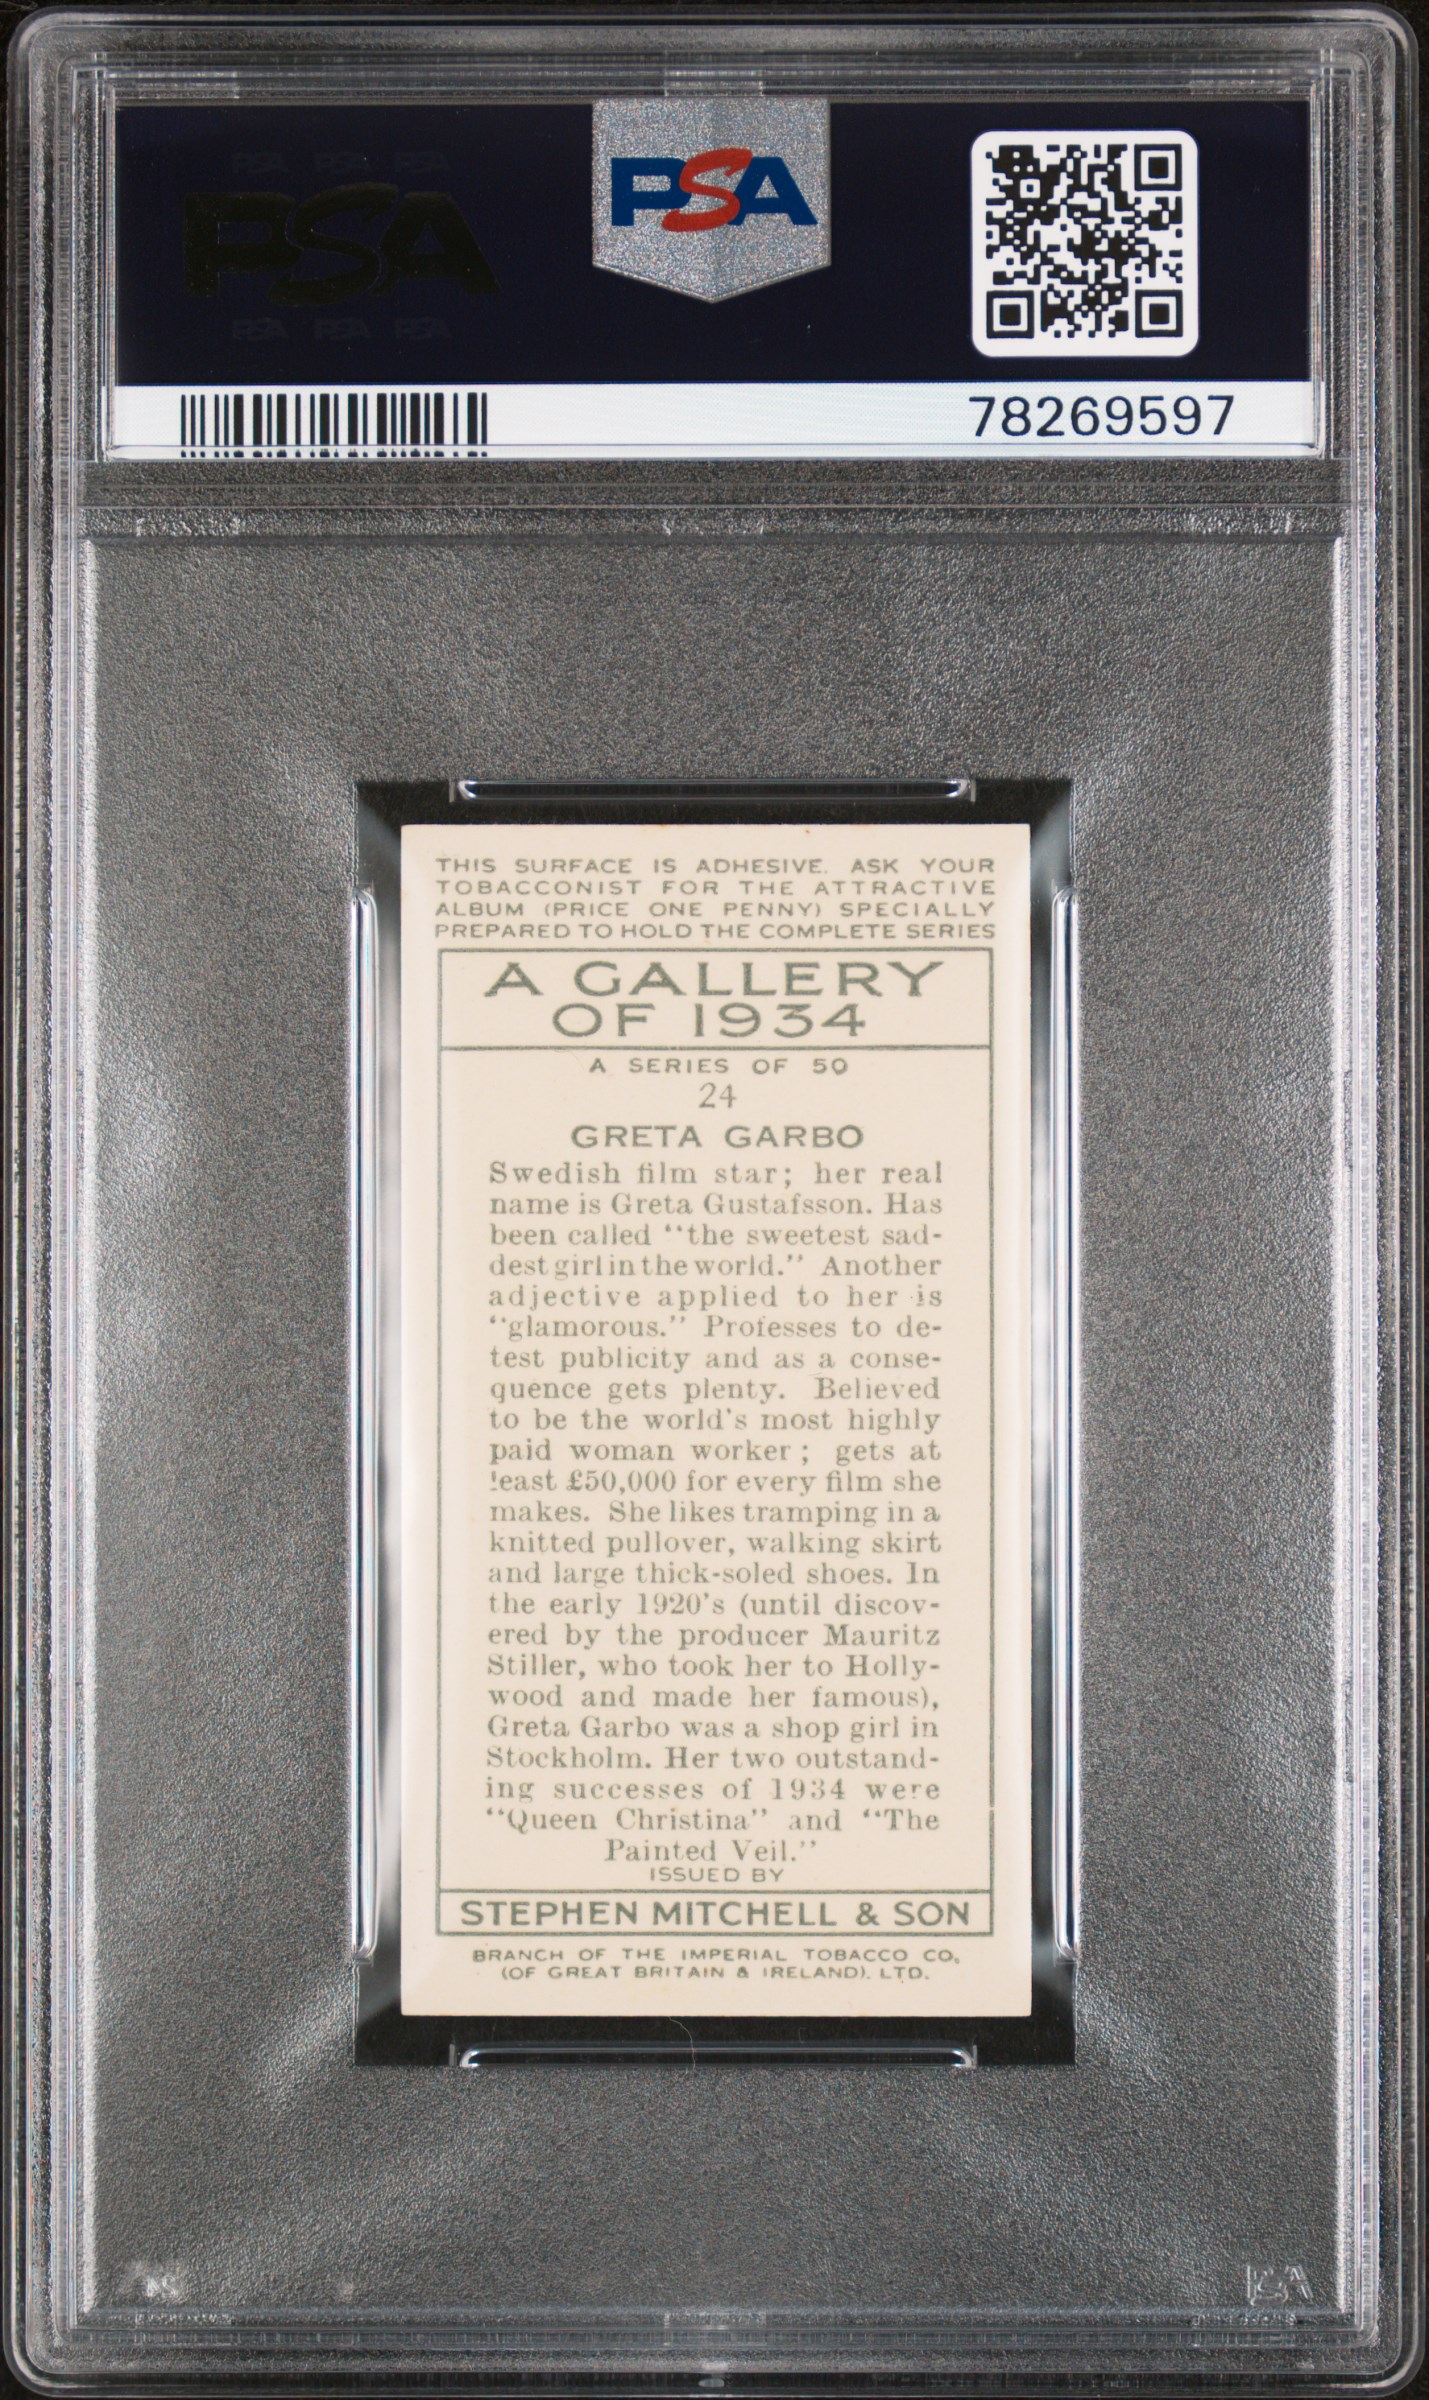 PSA PSA PSA
PSA
PSA PSA PSA
PSA
78269597
THIS SURFACE IS ADHESIVE. ASK YOUR
TOBACCONIST FOR THE ATTRACTIVE
ALBUM (PRICE ONE PENNY) SPECIALLY
PREPARED TO HOLD THE COMPLETE SERIES
A GALLERY
OF 1934
A SERIES OF 50
24
GRETA GARBO
Swedish film star; her real
name is Greta Gustafsson. Has
been called "the sweetest sad-
dest girl in the world." Another
adjective applied to her is
"glamorous." Professes to de-
test publicity and as a conse-
quence gets plenty. Believed
to be the world's most highly
paid woman worker; gets at
least £50,000 for every film she
makes. She likes tramping in a
knitted pullover, walking skirt
and large thick-soled shoes. In
the early 1920's (until discov-
ered by the producer Mauritz
Stiller, who took her to Holly-
wood and made her famous),
Greta Garbo was a shop girl in
Stockholm. Her two outstand-
ing successes of 1934 were
"Queen Christina" and "The
Painted Veil."
ISSUED BY
STEPHEN MITCHELL & SON
BRANCH OF THE IMPERIAL TOBACCO CO.
(OF GREAT BRITAIN & IRELAND), LTD.
PSA